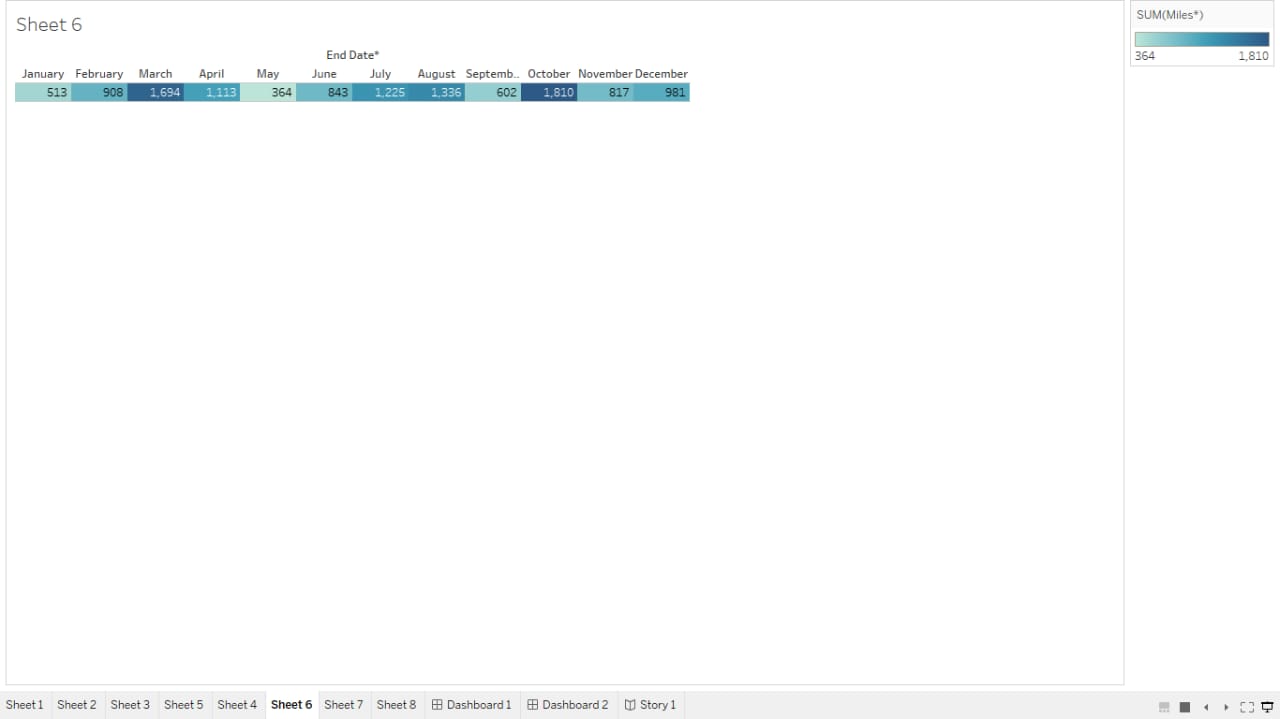 Sheet 6
SUM(Miles*)
364 1,810
End Date*
January February March April May June July August Septemb.. October November December
513 908 1,694 1,113 364 843 1,225 1,336 602 1,810 817 981
Sheet 1 Sheet 2 Sheet 3 Sheet 5 Sheet 4 Sheet 6 Sheet 7 Sheet 8 Dashboard 1 Dashboard 2 Story 1